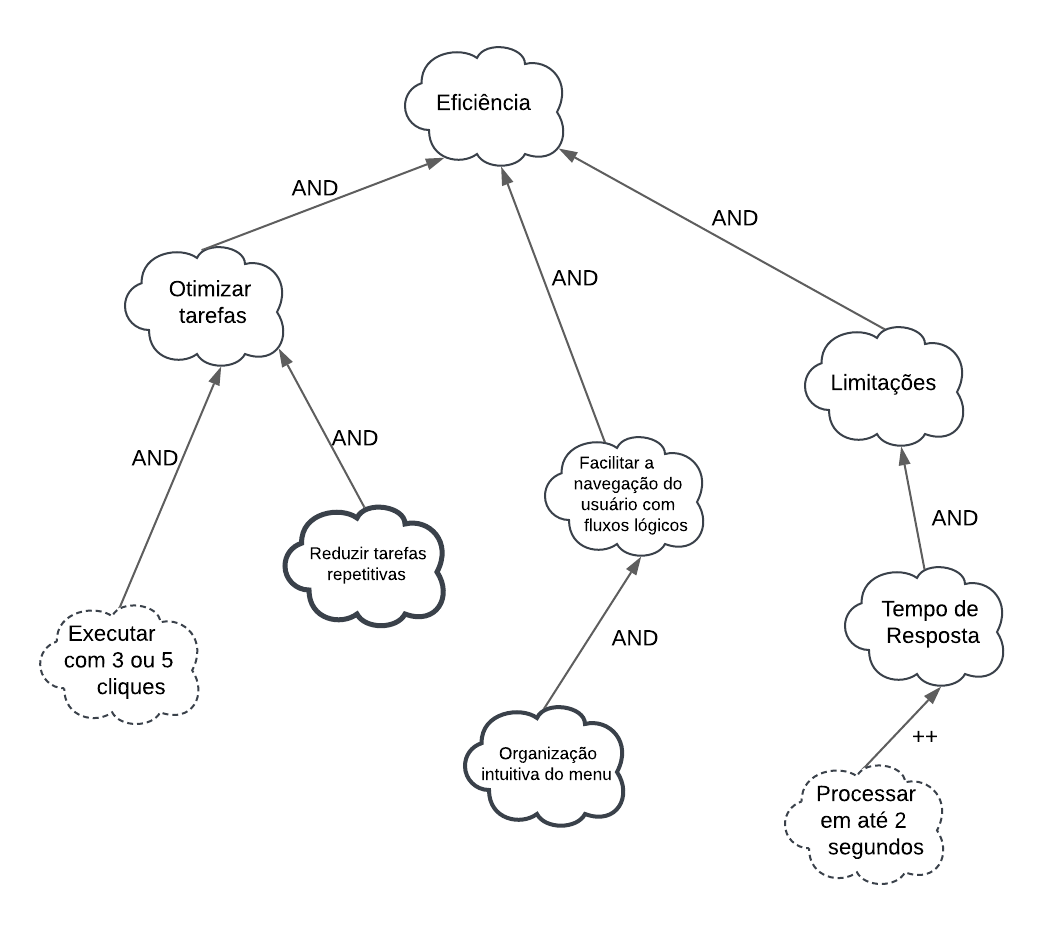 Eficiência
AND
AND
AND
Otimizar
tarefas
Limitações
AND
AND
Facilitar a
navegação do
usuário com
fluxos lógicos
AND
Reduzir tarefas
repetitivas
Executar
com 3 ou 5
cliques
AND
Tempo de
Resposta
Organização
intuitiva do menu
++
Processar
em até 2
segundos